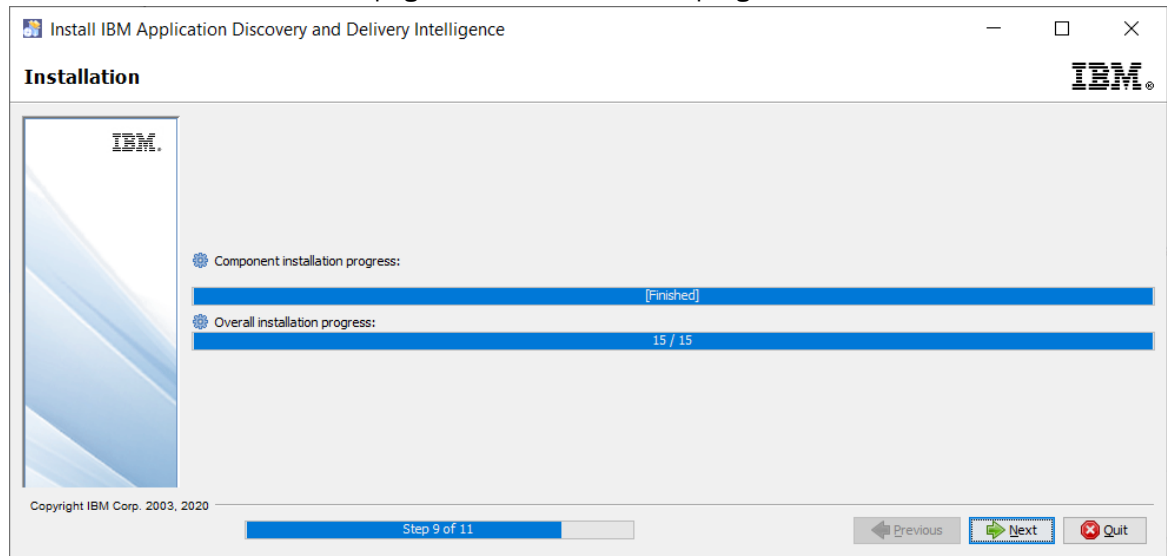 Install IBM Application Discovery and Delivery Intelligence
Installation
IBM®
IBM.
Component installation progress:
[Finished]
Overall installation progress:
15 / 15
Copyright IBM Corp. 2003, 2020
Step 9 of 11
Previous
Next
Quit